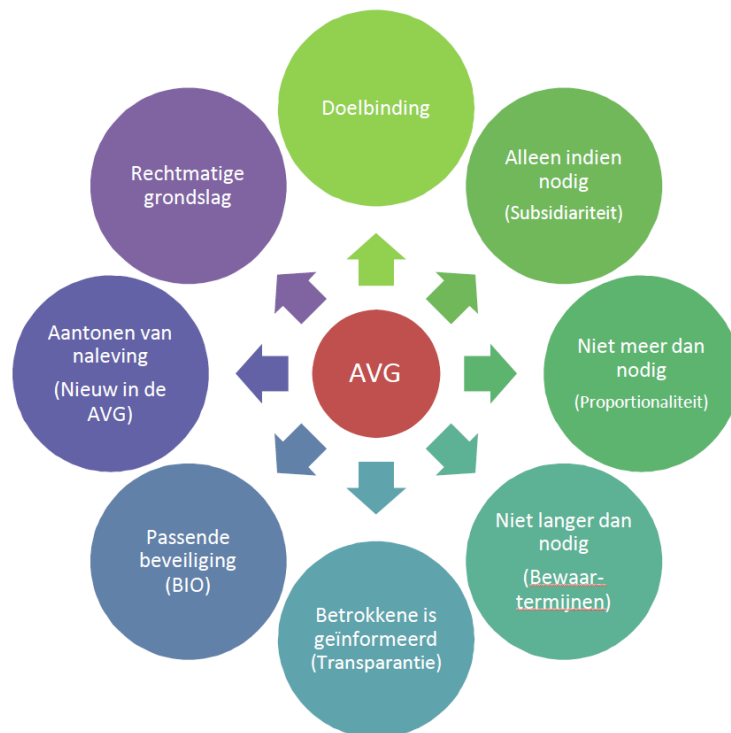 Doelbinding
Alleen indien
nodig
(Subsidiariteit)
Niet meer dan
nodig
(Proportionaliteit)
Niet langer dan
nodig
(Bewaar-
termijnen)
Betrokkene is
geïnformeerd
(Transparantie)
Passende
beveiliging
(BIO)
Aantonen van
naleving
(Nieuw in de
AVG)
Rechtmatige
grondslag
AVG